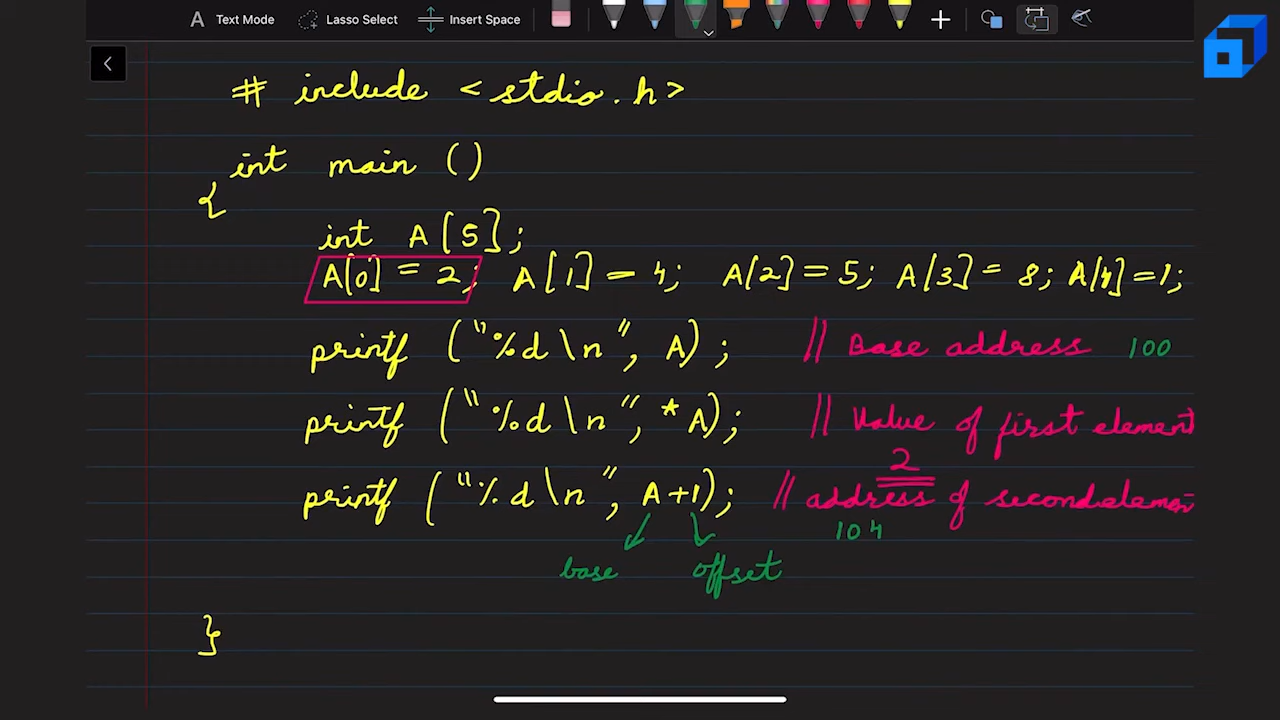 Text Mode Lasso Select Insert Space
# include <stdio.h>
int main ()
{
int A[5];
A[0] = 2; A[1] = 4; A[2] = 5; A[3] = 8; A[4] = 1;
printf ("%d\n", A); // Base address 100
printf ("%d\n", *A); // Value of first element
2
printf ("%d\n", A+1); // address of second element
104
base offset
}